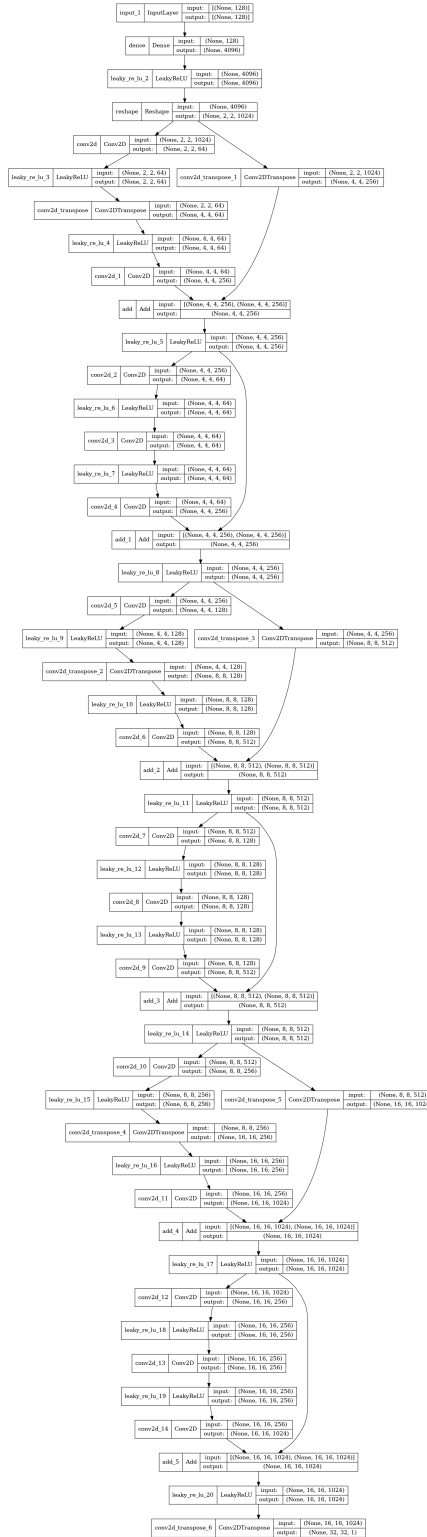 input_1 InputLayer input: [(None, 128)]
output: [(None, 128)]
dense Dense input: (None, 128)
output: (None, 4096)
leaky_re_lu_2 LeakyReLU input: (None, 4096)
output: (None, 4096)
reshape Reshape input: (None, 4096)
output: (None, 2, 2, 1024)
conv2d Conv2D input: (None, 2, 2, 1024)
output: (None, 2, 2, 64)
leaky_re_lu_3 LeakyReLU input: (None, 2, 2, 64)
output: (None, 2, 2, 64)
conv2d_transpose_1 Conv2DTranspose input: (None, 2, 2, 1024)
output: (None, 4, 4, 256)
conv2d_transpose Conv2DTranspose input: (None, 2, 2, 64)
output: (None, 4, 4, 64)
leaky_re_lu_4 LeakyReLU input: (None, 4, 4, 64)
output: (None, 4, 4, 64)
conv2d_1 Conv2D input: (None, 4, 4, 64)
output: (None, 4, 4, 256)
add Add input: [(None, 4, 4, 256), (None, 4, 4, 256)]
output: (None, 4, 4, 256)
leaky_re_lu_5 LeakyReLU input: (None, 4, 4, 256)
output: (None, 4, 4, 256)
conv2d_2 Conv2D input: (None, 4, 4, 256)
output: (None, 4, 4, 64)
leaky_re_lu_6 LeakyReLU input: (None, 4, 4, 64)
output: (None, 4, 4, 64)
conv2d_3 Conv2D input: (None, 4, 4, 64)
output: (None, 4, 4, 64)
leaky_re_lu_7 LeakyReLU input: (None, 4, 4, 64)
output: (None, 4, 4, 64)
conv2d_4 Conv2D input: (None, 4, 4, 64)
output: (None, 4, 4, 256)
add_1 Add input: [(None, 4, 4, 256), (None, 4, 4, 256)]
output: (None, 4, 4, 256)
leaky_re_lu_8 LeakyReLU input: (None, 4, 4, 256)
output: (None, 4, 4, 256)
conv2d_5 Conv2D input: (None, 4, 4, 256)
output: (None, 4, 4, 128)
leaky_re_lu_9 LeakyReLU input: (None, 4, 4, 128)
output: (None, 4, 4, 128)
conv2d_transpose_3 Conv2DTranspose input: (None, 4, 4, 256)
output: (None, 8, 8, 512)
conv2d_transpose_2 Conv2DTranspose input: (None, 4, 4, 128)
output: (None, 8, 8, 128)
leaky_re_lu_10 LeakyReLU input: (None, 8, 8, 128)
output: (None, 8, 8, 128)
conv2d_6 Conv2D input: (None, 8, 8, 128)
output: (None, 8, 8, 512)
add_2 Add input: [(None, 8, 8, 512), (None, 8, 8, 512)]
output: (None, 8, 8, 512)
leaky_re_lu_11 LeakyReLU input: (None, 8, 8, 512)
output: (None, 8, 8, 512)
conv2d_7 Conv2D input: (None, 8, 8, 512)
output: (None, 8, 8, 128)
leaky_re_lu_12 LeakyReLU input: (None, 8, 8, 128)
output: (None, 8, 8, 128)
conv2d_8 Conv2D input: (None, 8, 8, 128)
output: (None, 8, 8, 128)
leaky_re_lu_13 LeakyReLU input: (None, 8, 8, 128)
output: (None, 8, 8, 128)
conv2d_9 Conv2D input: (None, 8, 8, 128)
output: (None, 8, 8, 512)
add_3 Add input: [(None, 8, 8, 512), (None, 8, 8, 512)]
output: (None, 8, 8, 512)
leaky_re_lu_14 LeakyReLU input: (None, 8, 8, 512)
output: (None, 8, 8, 512)
conv2d_10 Conv2D input: (None, 8, 8, 512)
output: (None, 8, 8, 256)
leaky_re_lu_15 LeakyReLU input: (None, 8, 8, 256)
output: (None, 8, 8, 256)
conv2d_transpose_5 Conv2DTranspose input: (None, 8, 8, 512)
output: (None, 16, 16, 1024
conv2d_transpose_4 Conv2DTranspose input: (None, 8, 8, 256)
output: (None, 16, 16, 256)
leaky_re_lu_16 LeakyReLU input: (None, 16, 16, 256)
output: (None, 16, 16, 256)
conv2d_11 Conv2D input: (None, 16, 16, 256)
output: (None, 16, 16, 1024)
add_4 Add input: [(None, 16, 16, 1024), (None, 16, 16, 1024)]
output: (None, 16, 16, 1024)
leaky_re_lu_17 LeakyReLU input: (None, 16, 16, 1024)
output: (None, 16, 16, 1024)
conv2d_12 Conv2D input: (None, 16, 16, 1024)
output: (None, 16, 16, 256)
leaky_re_lu_18 LeakyReLU input: (None, 16, 16, 256)
output: (None, 16, 16, 256)
conv2d_13 Conv2D input: (None, 16, 16, 256)
output: (None, 16, 16, 256)
leaky_re_lu_19 LeakyReLU input: (None, 16, 16, 256)
output: (None, 16, 16, 256)
conv2d_14 Conv2D input: (None, 16, 16, 256)
output: (None, 16, 16, 1024)
add_5 Add input: [(None, 16, 16, 1024), (None, 16, 16, 1024)]
output: (None, 16, 16, 1024)
leaky_re_lu_20 LeakyReLU input: (None, 16, 16, 1024)
output: (None, 16, 16, 1024)
conv2d_transpose_6 Conv2DTranspose input: (None, 16, 16, 1024)
output: (None, 32, 32, 1)